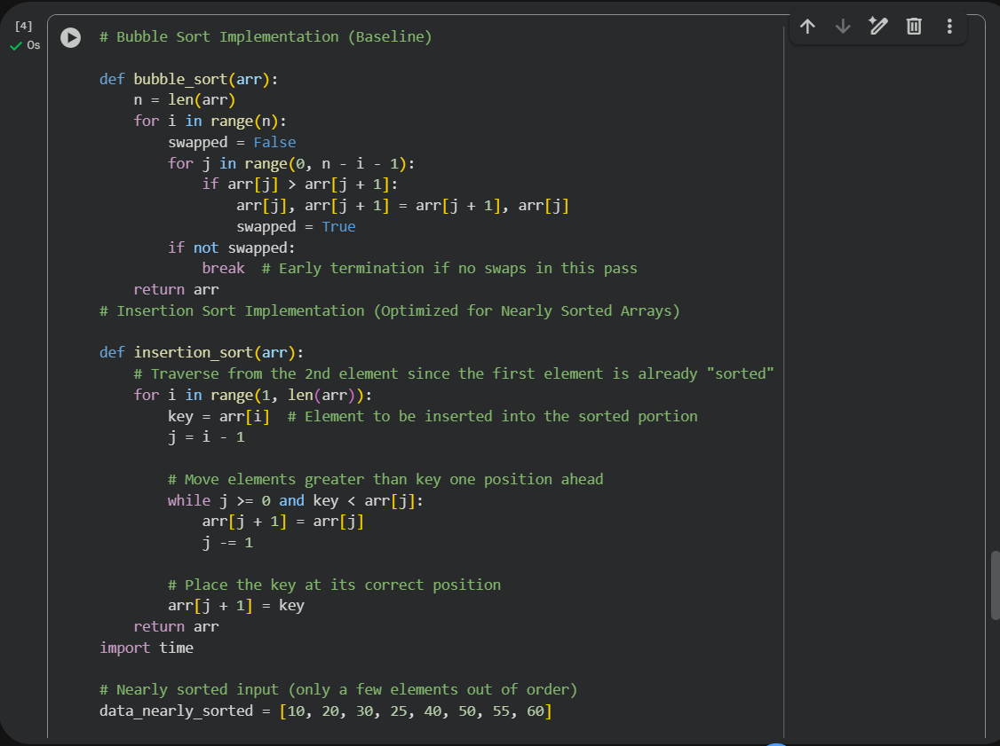 [4]
0s
# Bubble Sort Implementation (Baseline)
def bubble_sort(arr):
    n = len(arr)
    for i in range(n):
        swapped = False
        for j in range(0, n - i - 1):
            if arr[j] > arr[j + 1]:
                arr[j], arr[j + 1] = arr[j + 1], arr[j]
                swapped = True
        if not swapped:
            break  # Early termination if no swaps in this pass
    return arr
# Insertion Sort Implementation (Optimized for Nearly Sorted Arrays)
def insertion_sort(arr):
    # Traverse from the 2nd element since the first element is already "sorted"
    for i in range(1, len(arr)):
        key = arr[i]  # Element to be inserted into the sorted portion
        j = i - 1
        # Move elements greater than key one position ahead
        while j >= 0 and key < arr[j]:
            arr[j + 1] = arr[j]
            j -= 1
        # Place the key at its correct position
        arr[j + 1] = key
    return arr
import time
# Nearly sorted input (only a few elements out of order)
data_nearly_sorted = [10, 20, 30, 25, 40, 50, 55, 60]